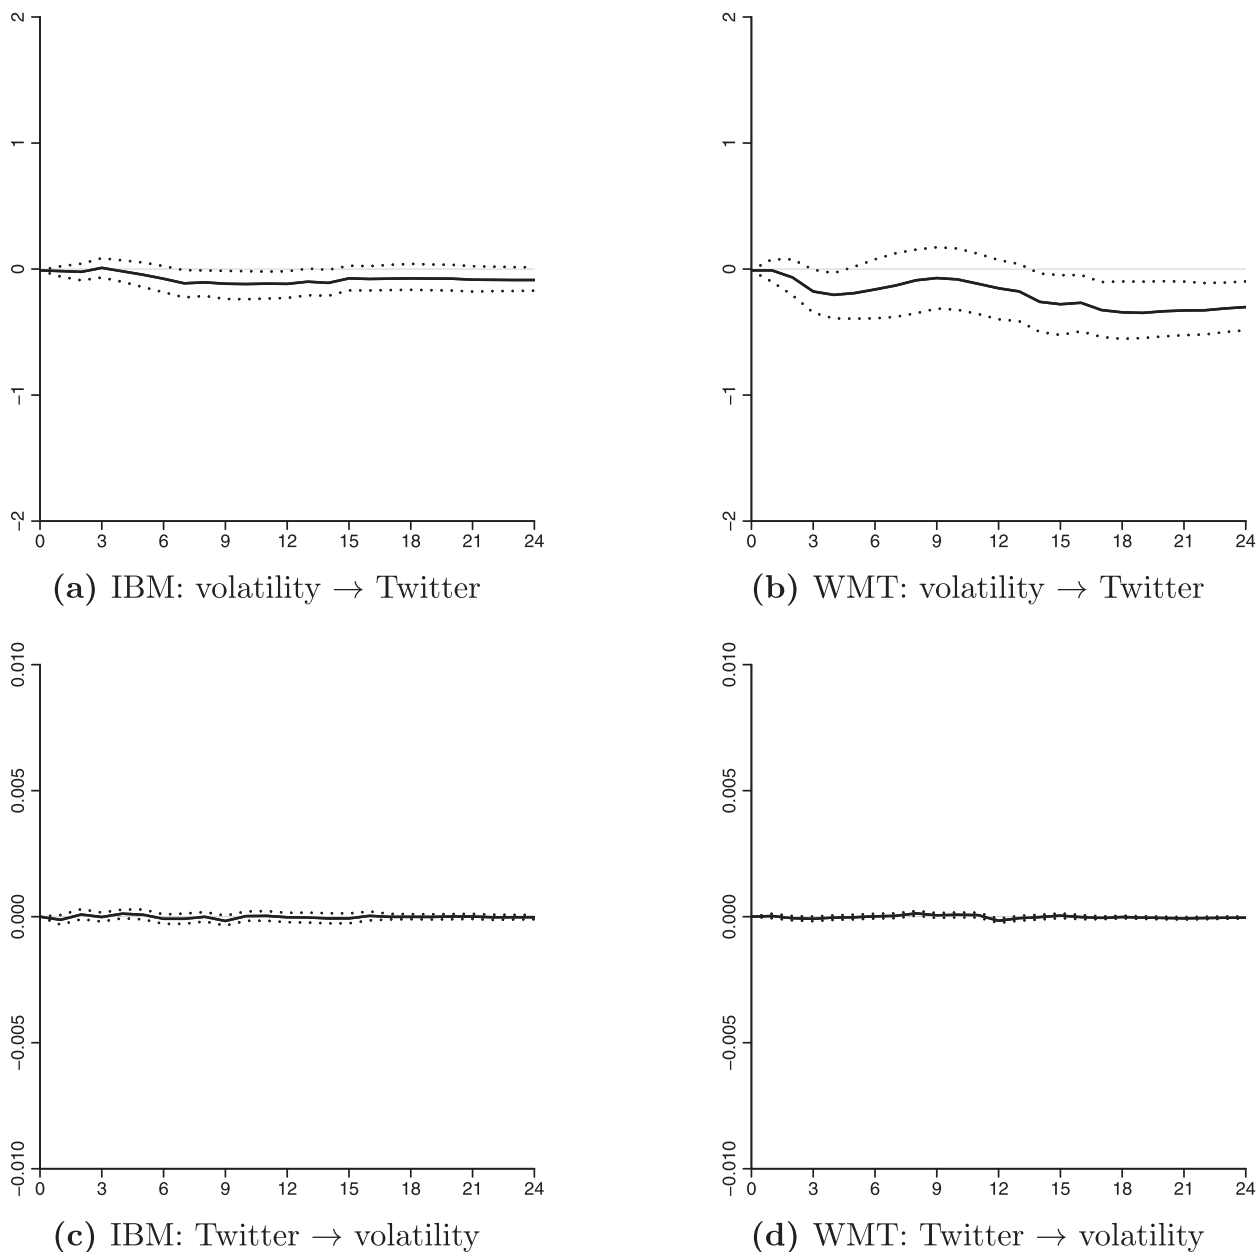 2
2
1
1
0
0
−1
−1
−2
−2
0 3 6 9 12 15 18 21 24
0 3 6 9 12 15 18 21 24
(a) IBM: volatility → Twitter
(b) WMT: volatility → Twitter
0.010
0.010
0.005
0.005
0.000
0.000
−0.005
−0.005
−0.010
−0.010
0 3 6 9 12 15 18 21 24
0 3 6 9 12 15 18 21 24
(c) IBM: Twitter → volatility
(d) WMT: Twitter → volatility